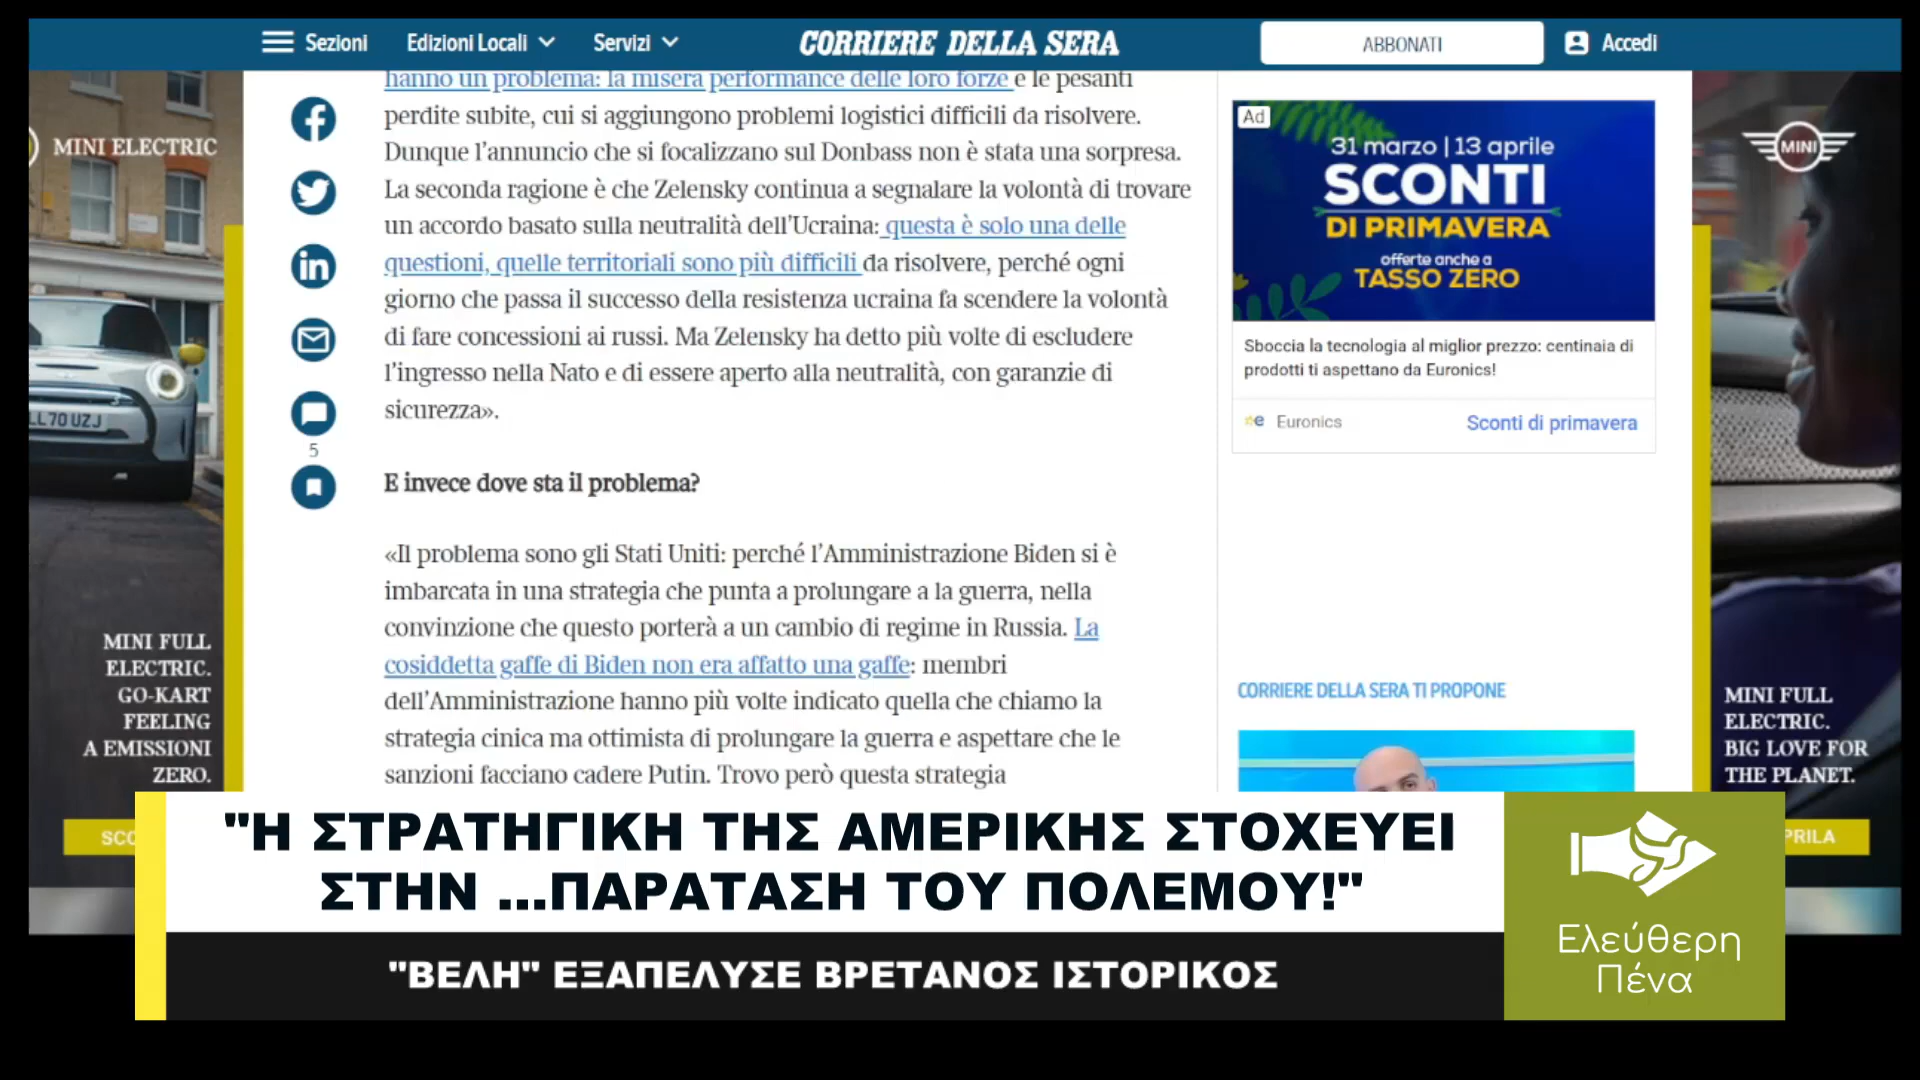 Sezioni
Edizioni Locali
Servizi
CORRIERE DELLA SERA
ABBONATI
Accedi
MINI ELECTRIC
LL70 UZJ
MINI FULL
ELECTRIC.
GO-KART
FEELING
A EMISSIONI
ZERO.
hanno un problema: la misera performance delle loro forze e le pesanti
perdite subite, cui si aggiungono problemi logistici difficili da risolvere.
Dunque l'annuncio che si focalizzano sul Donbass non è stata una sorpresa.
La seconda ragione è che Zelensky continua a segnalare la volontà di trovare
un accordo basato sulla neutralità dell'Ucraina: questa è solo una delle
questioni, quelle territoriali sono più difficili da risolvere, perché ogni
giorno che passa il successo della resistenza ucraina fa scendere la volontà
di fare concessioni ai russi. Ma Zelensky ha detto più volte di escludere
l'ingresso nella Nato e di essere aperto alla neutralità, con garanzie di
sicurezza».
5
E invece dove sta il problema?
«Il problema sono gli Stati Uniti: perché l'Amministrazione Biden si è
imbarcata in una strategia che punta a prolungare a la guerra, nella
convinzione che questo porterà a un cambio di regime in Russia. La
cosiddetta gaffe di Biden non era affatto una gaffe: membri
dell'Amministrazione hanno più volte indicato quella che chiamo la
strategia cinica ma ottimista di prolungare la guerra e aspettare che le
sanzioni facciano cadere Putin. Trovo però questa strategia
Ad
31 marzo | 13 aprile
SCONTI
DI PRIMAVERA
offerte anche a
TASSO ZERO
Sboccia la tecnologia al miglior prezzo: centinaia di
prodotti ti aspettano da Euronics!
e Euronics
Sconti di primavera
CORRIERE DELLA SERA TI PROPONE
MINI
MINI FULL
ELECTRIC.
BIG LOVE FOR
THE PLANET.
"Η ΣΤΡΑΤΗΓΙΚΗ ΤΗΣ ΑΜΕΡΙΚΗΣ ΣΤΟΧΕΥΕΙ
ΣΤΗΝ ...ΠΑΡΑΤΑΣΗ ΤΟΥ ΠΟΛΕΜΟΥ!"
"ΒΕΛΗ" ΕΞΑΠΕΛΥΣΕ ΒΡΕΤΑΝΟΣ ΙΣΤΟΡΙΚΟΣ
Ελεύθερη
Πένα